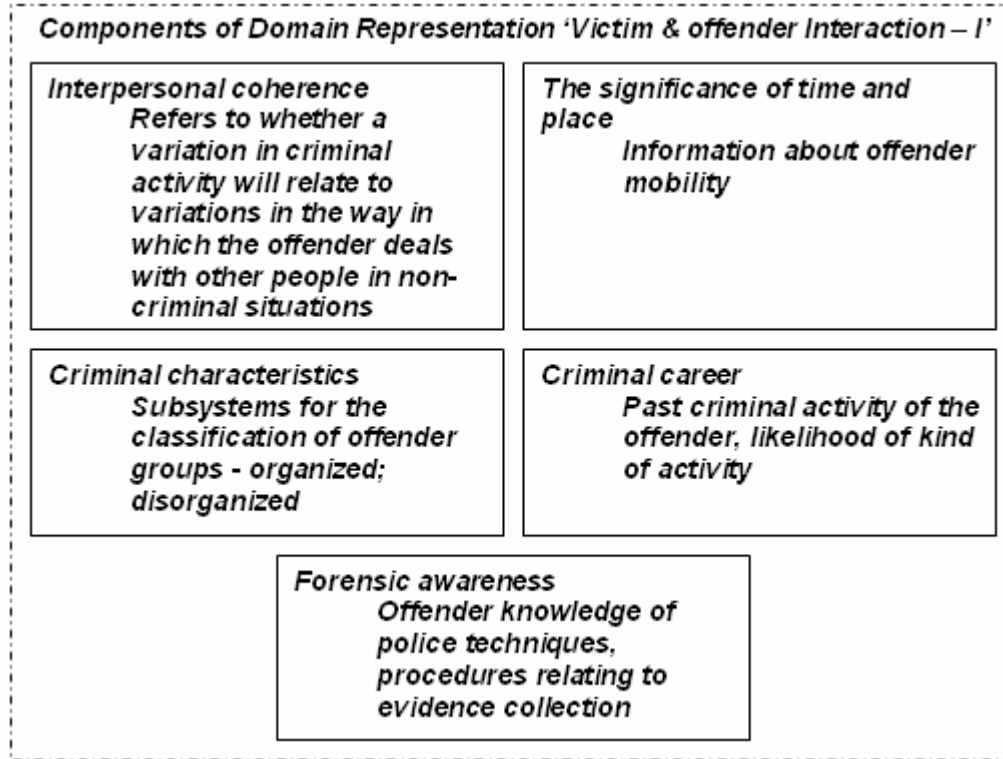 Components of Domain Representation ‘Victim & offender Interaction – I’
Interpersonal coherence
Refers to whether a
variation in criminal
activity will relate to
variations in the way in
which the offender deals
with other people in non-
criminal situations
The significance of time and
place
Information about offender
mobility
Criminal characteristics
Subsystems for the
classification of offender
groups - organized;
disorganized
Criminal career
Past criminal activity of the
offender, likelihood of kind
of activity
Forensic awareness
Offender knowledge of
police techniques,
procedures relating to
evidence collection